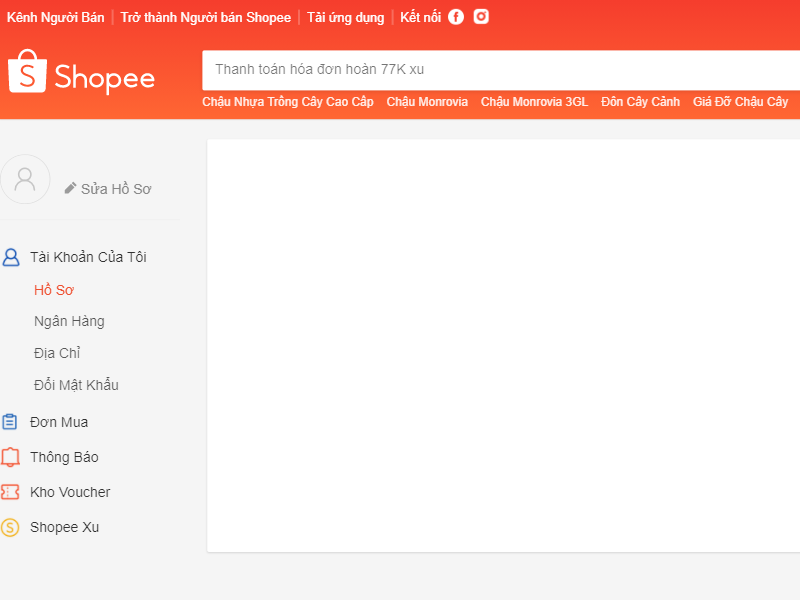 Kênh Người Bán Trở thành Người bán Shopee Tải ứng dụng Kết nối
Shopee
Thanh toán hóa đơn hoàn 77K xu
Chậu Nhựa Trồng Cây Cao Cấp Chậu Monrovia Chậu Monrovia 3GL Đôn Cây Cảnh Giá Đỡ Chậu Cây
Sửa Hồ Sơ
Tài Khoản Của Tôi
Hồ Sơ
Ngân Hàng
Địa Chỉ
Đổi Mật Khẩu
Đơn Mua
Thông Báo
Kho Voucher
Shopee Xu